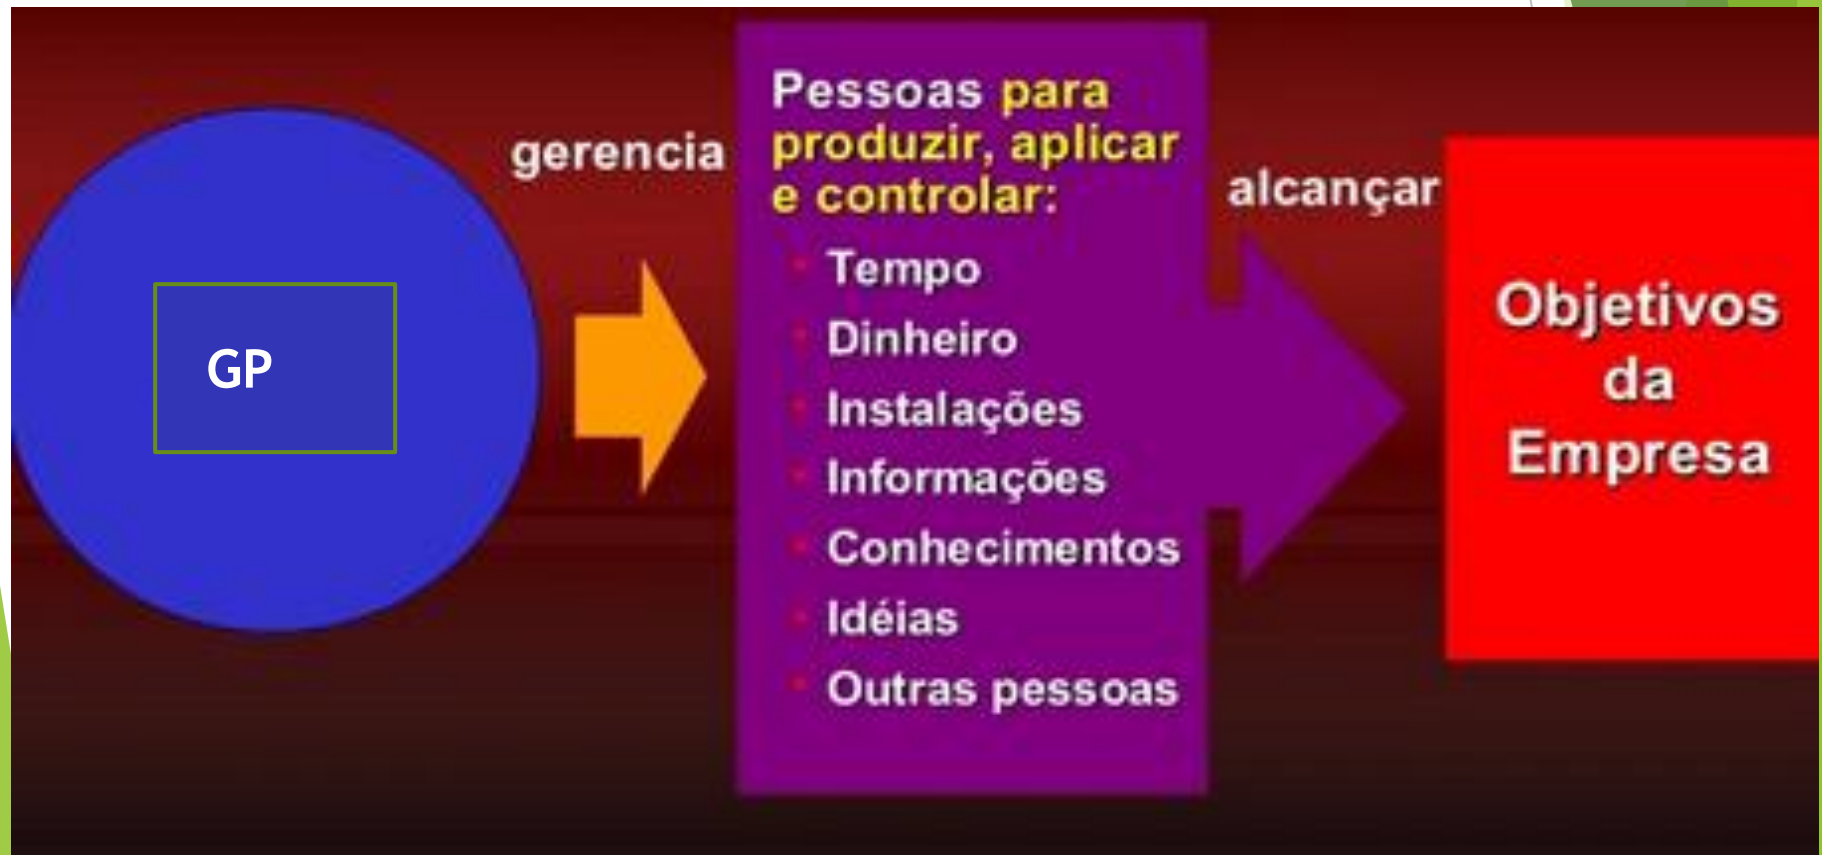 GP
gerencia
Pessoas para
produzir, aplicar
e controlar:
Tempo
Dinheiro
Instalações
Informações
Conhecimentos
Idéias
Outras pessoas
alcançar
Objetivos
da
Empresa